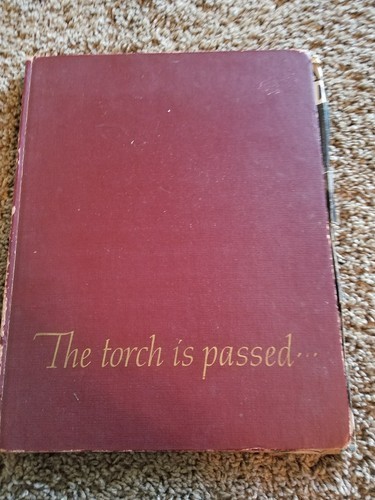 The torch is passed...